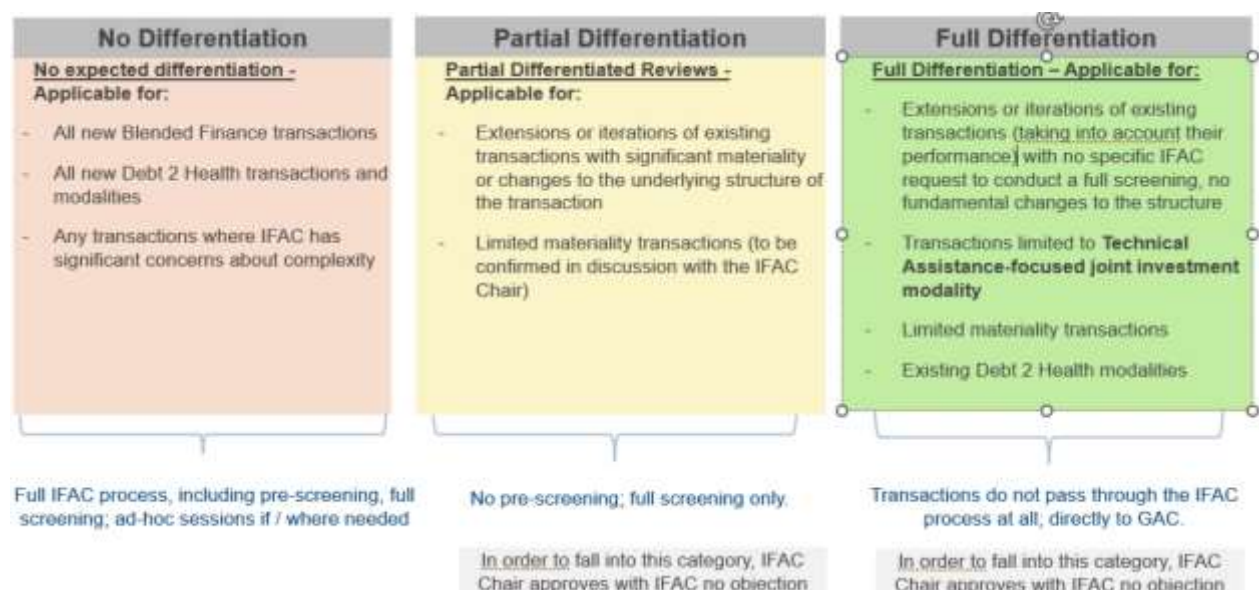 No Differentiation
No expected differentiation -
Applicable for:
- All new Blended Finance transactions
- All new Debt 2 Health transactions and
modalities
- Any transactions where IFAC has
significant concerns about complexity
Full IFAC process, including pre-screening, full
screening; ad-hoc sessions if / where needed
Partial Differentiation
Partial Differentiated Reviews -
Applicable for:
- Extensions or iterations of existing
transactions with significant materiality
or changes to the underlying structure of
the transaction
- Limited materiality transactions (to be
confirmed in discussion with the IFAC
Chair)
No pre-screening; full screening only.
In order to fall into this category, IFAC
Chair approves with IFAC no objection
Full Differentiation
Full Differentiation – Applicable for:
- Extensions or iterations of existing
transactions (taking into account their
performance) with no specific IFAC
request to conduct a full screening, no
fundamental changes to the structure
- Transactions limited to Technical
Assistance-focused joint investment
modality
- Limited materiality transactions
- Existing Debt 2 Health modalities
Transactions do not pass through the IFAC
process at all; directly to GAC.
In order to fall into this category, IFAC
Chair approves with IFAC no objection